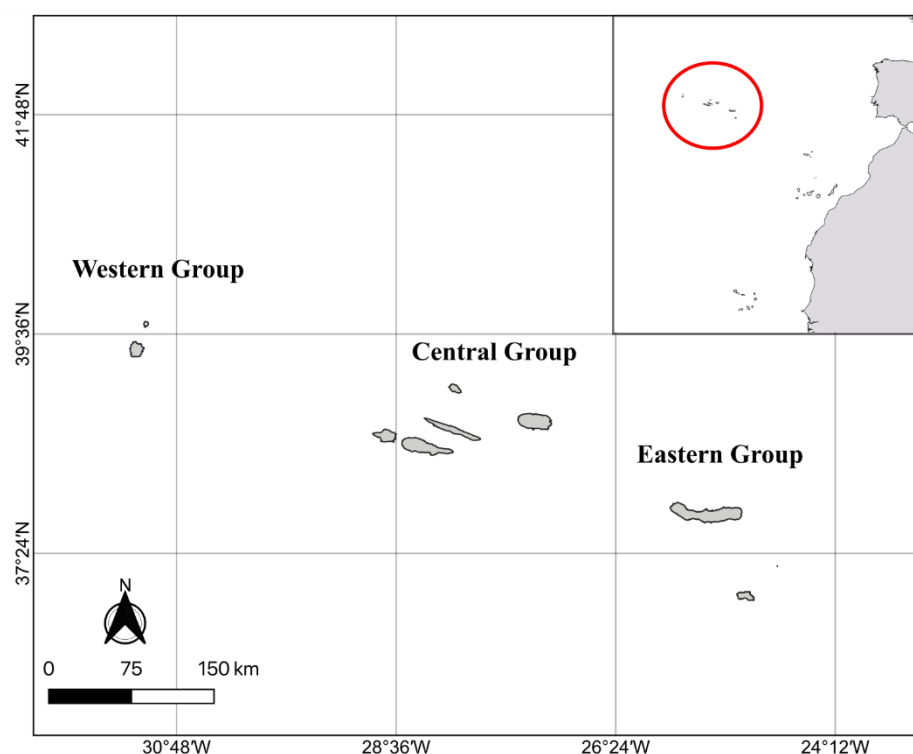 41°48'N
Western Group
39°36'N
Central Group
Eastern Group
37°24'N
N
0 75 150 km
30°48'W 28°36'W 26°24'W 24°12'W